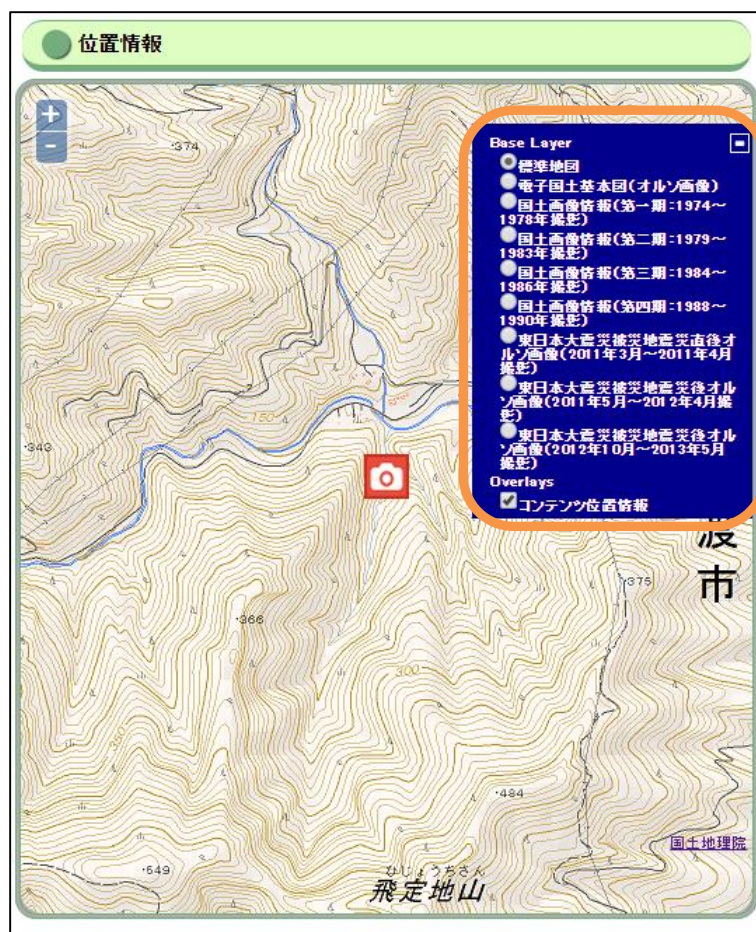 位置情報
+
-
・374
Base Layer
標準地図
電子国土基本図(オルソ画像)
国土画像情報(第一期:1974～
1978年撮影)
国土画像情報(第二期:1979～
1983年撮影)
国土画像情報(第三期:1984～
1986年撮影)
国土画像情報(第四期:1988～
1990年撮影)
東日本大震災被災地震災直後オ
ルソ画像(2011年3月～2011年4月
撮影)
東日本大震災被災地震災後オル
ソ画像(2011年5月～2012年4月撮
影)
東日本大震災被災地震災後オル
ソ画像(2012年10月～2013年5月
撮影)
Overlays
コンテンツ位置情報
150
・343
渡
市
・375
・366
300
350
・484
国土地理院
・549
ひじょうちさん
飛定地山